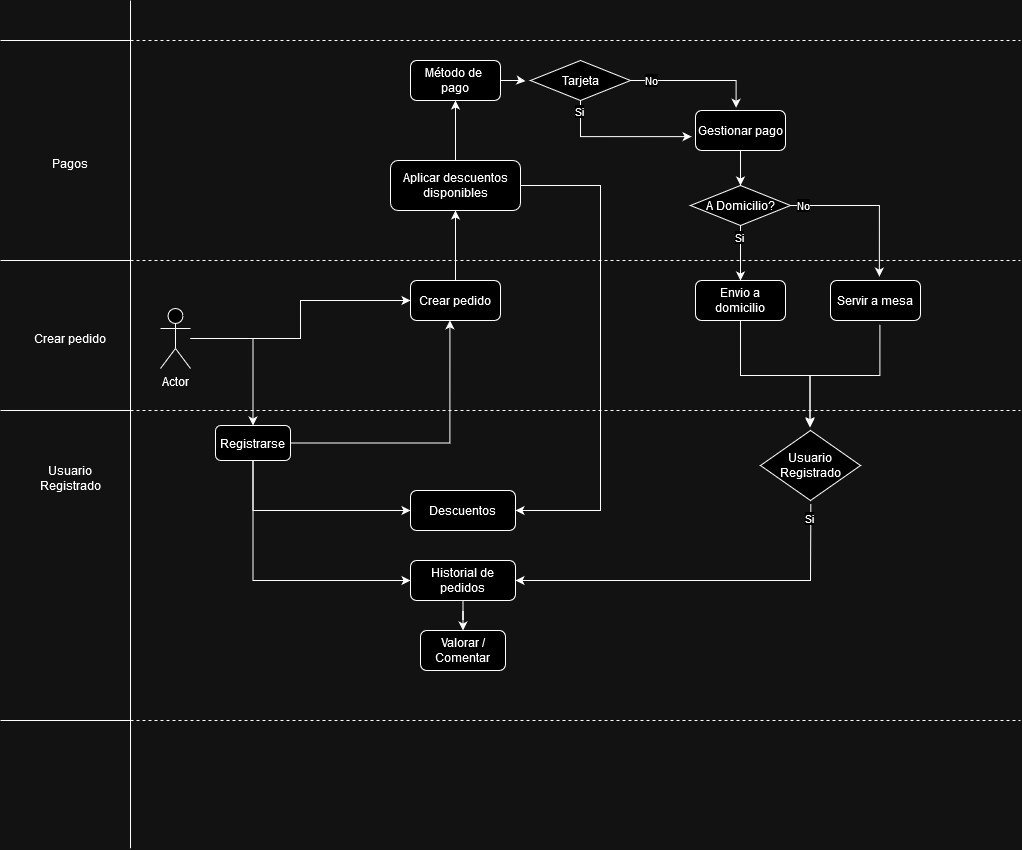 Método de
pago
Tarjeta
No
Si
Gestionar pago
Pagos
Aplicar descuentos
disponibles
A Domicilio?
No
Si
Crear pedido
Actor
Crear pedido
Envio a
domicilio
Servir a mesa
Usuario
Registrado
Registrarse
Usuario
Registrado
Descuentos
Si
Historial de
pedidos
Valorar /
Comentar